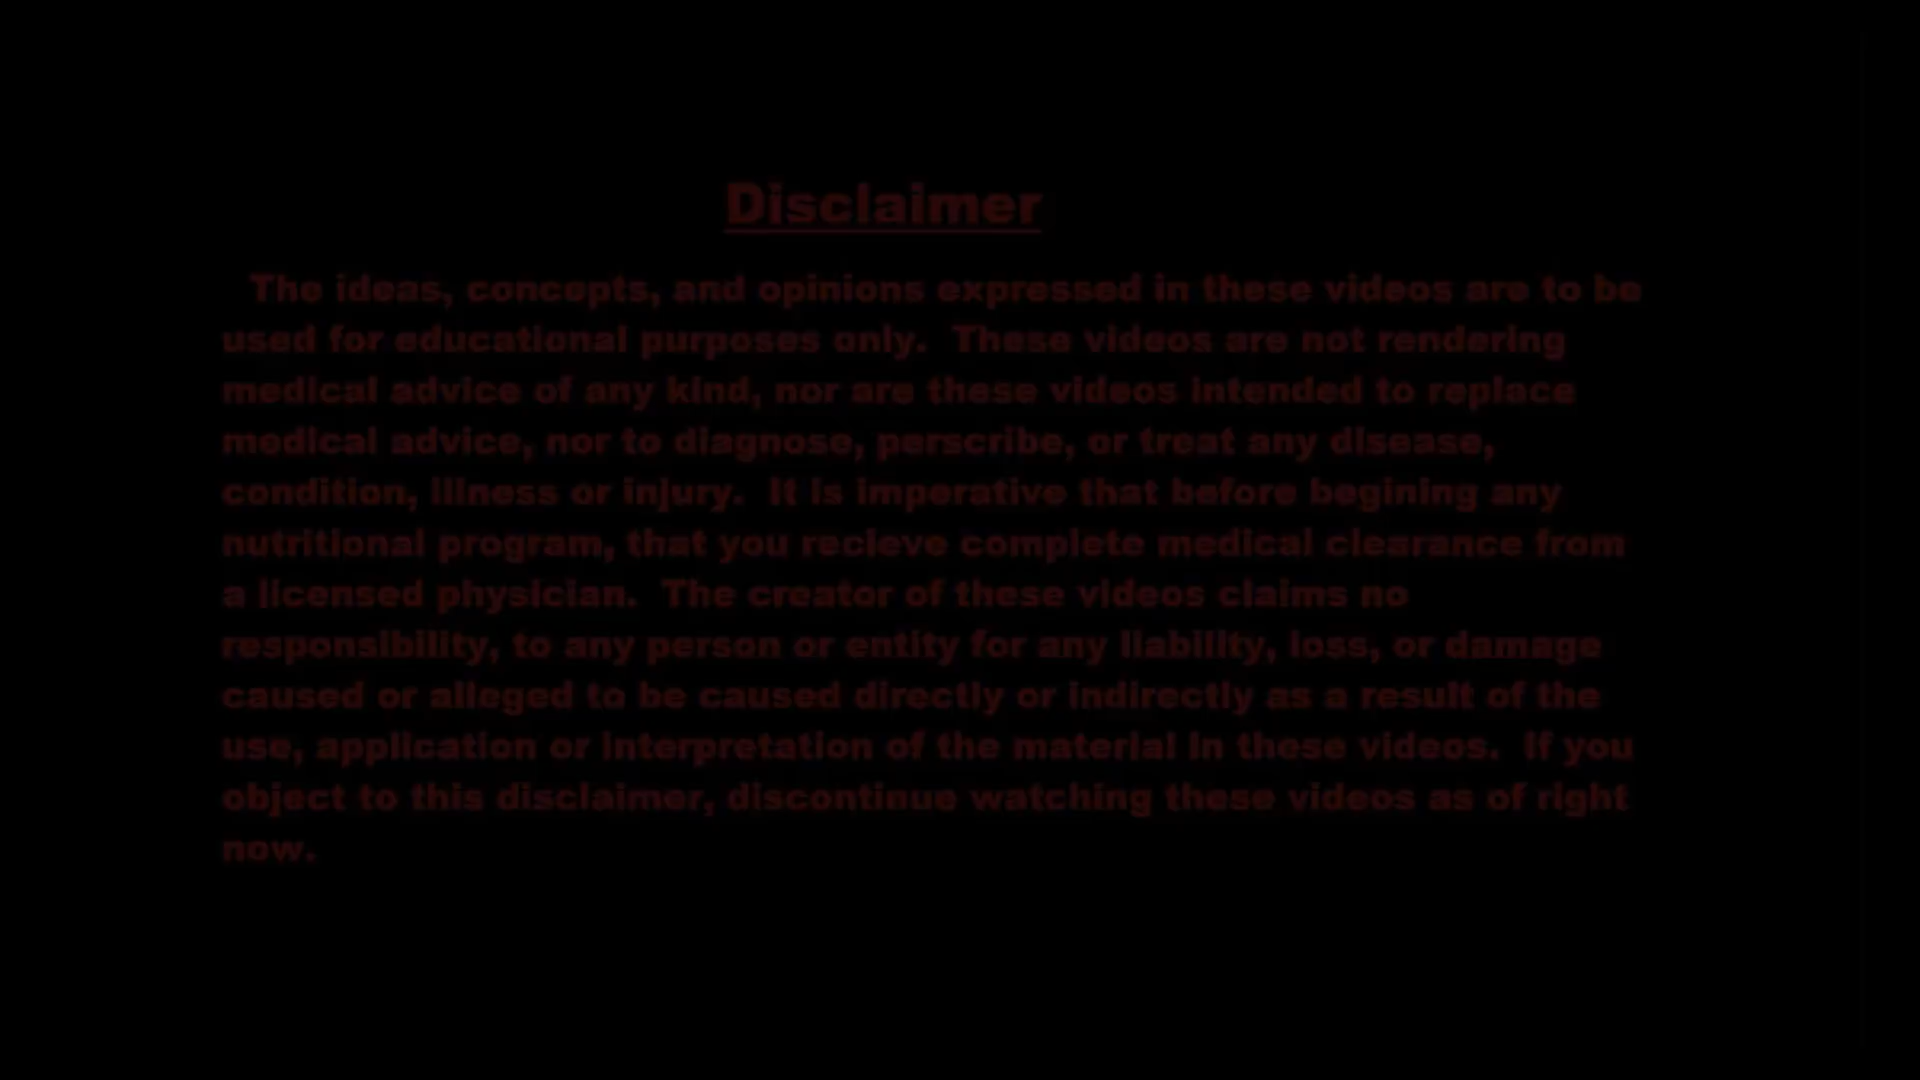 Disclaimer
The ideas, concepts, and opinions expressed in these videos are to be
used for educational purposes only.  These videos are not rendering
medical advice of any kind, nor are these videos intended to replace
medical advice, nor to diagnose, perscribe, or treat any disease,
condition, illness or injury.  It is imperative that before begining any
nutritional program, that you recieve complete medical clearance from
a licensed physician.  The creator of these videos claims no
responsibility, to any person or entity for any liability, loss, or damage
caused or alleged to be caused directly or indirectly as a result of the
use, application or interpretation of the material in these videos.  If you
object to this disclaimer, discontinue watching these videos as of right
now.